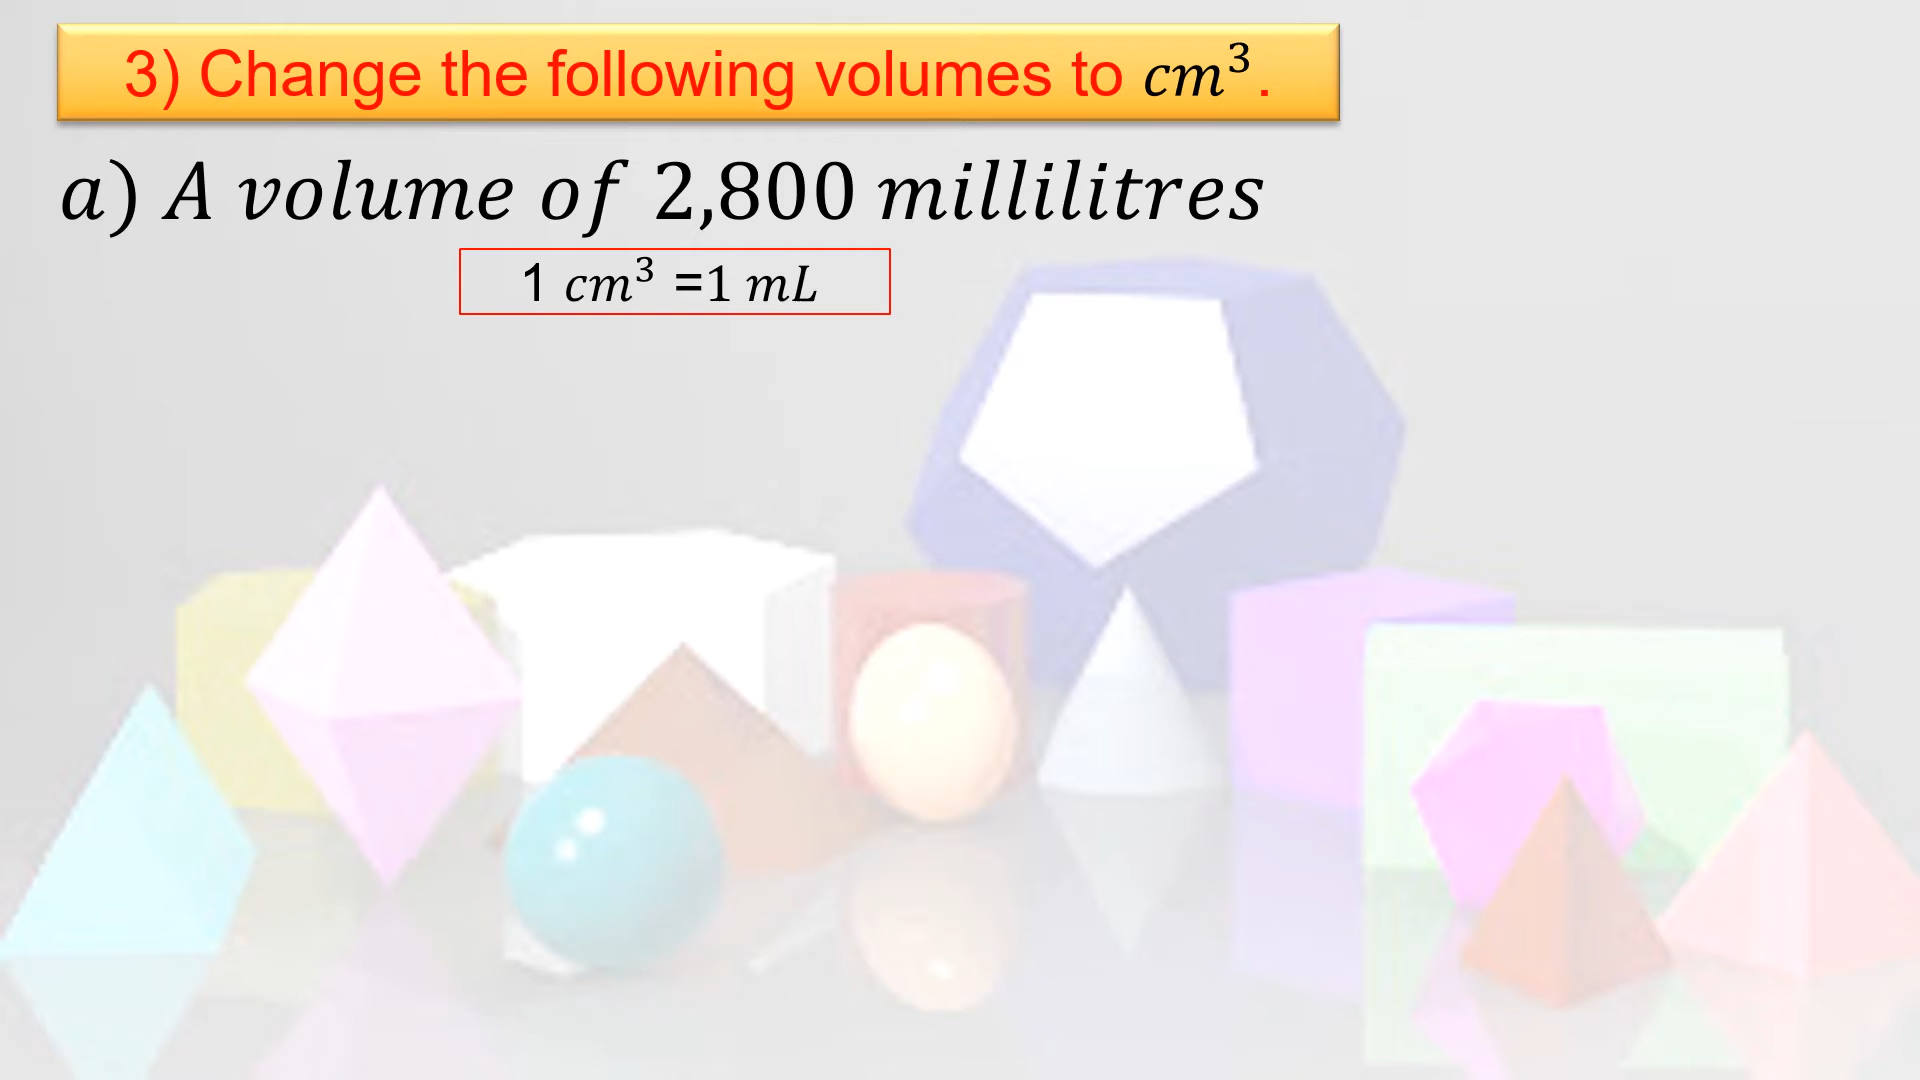 3) Change the following volumes to cm³.
a) A volume of 2,800 millilitres
1 cm³ =1 mL